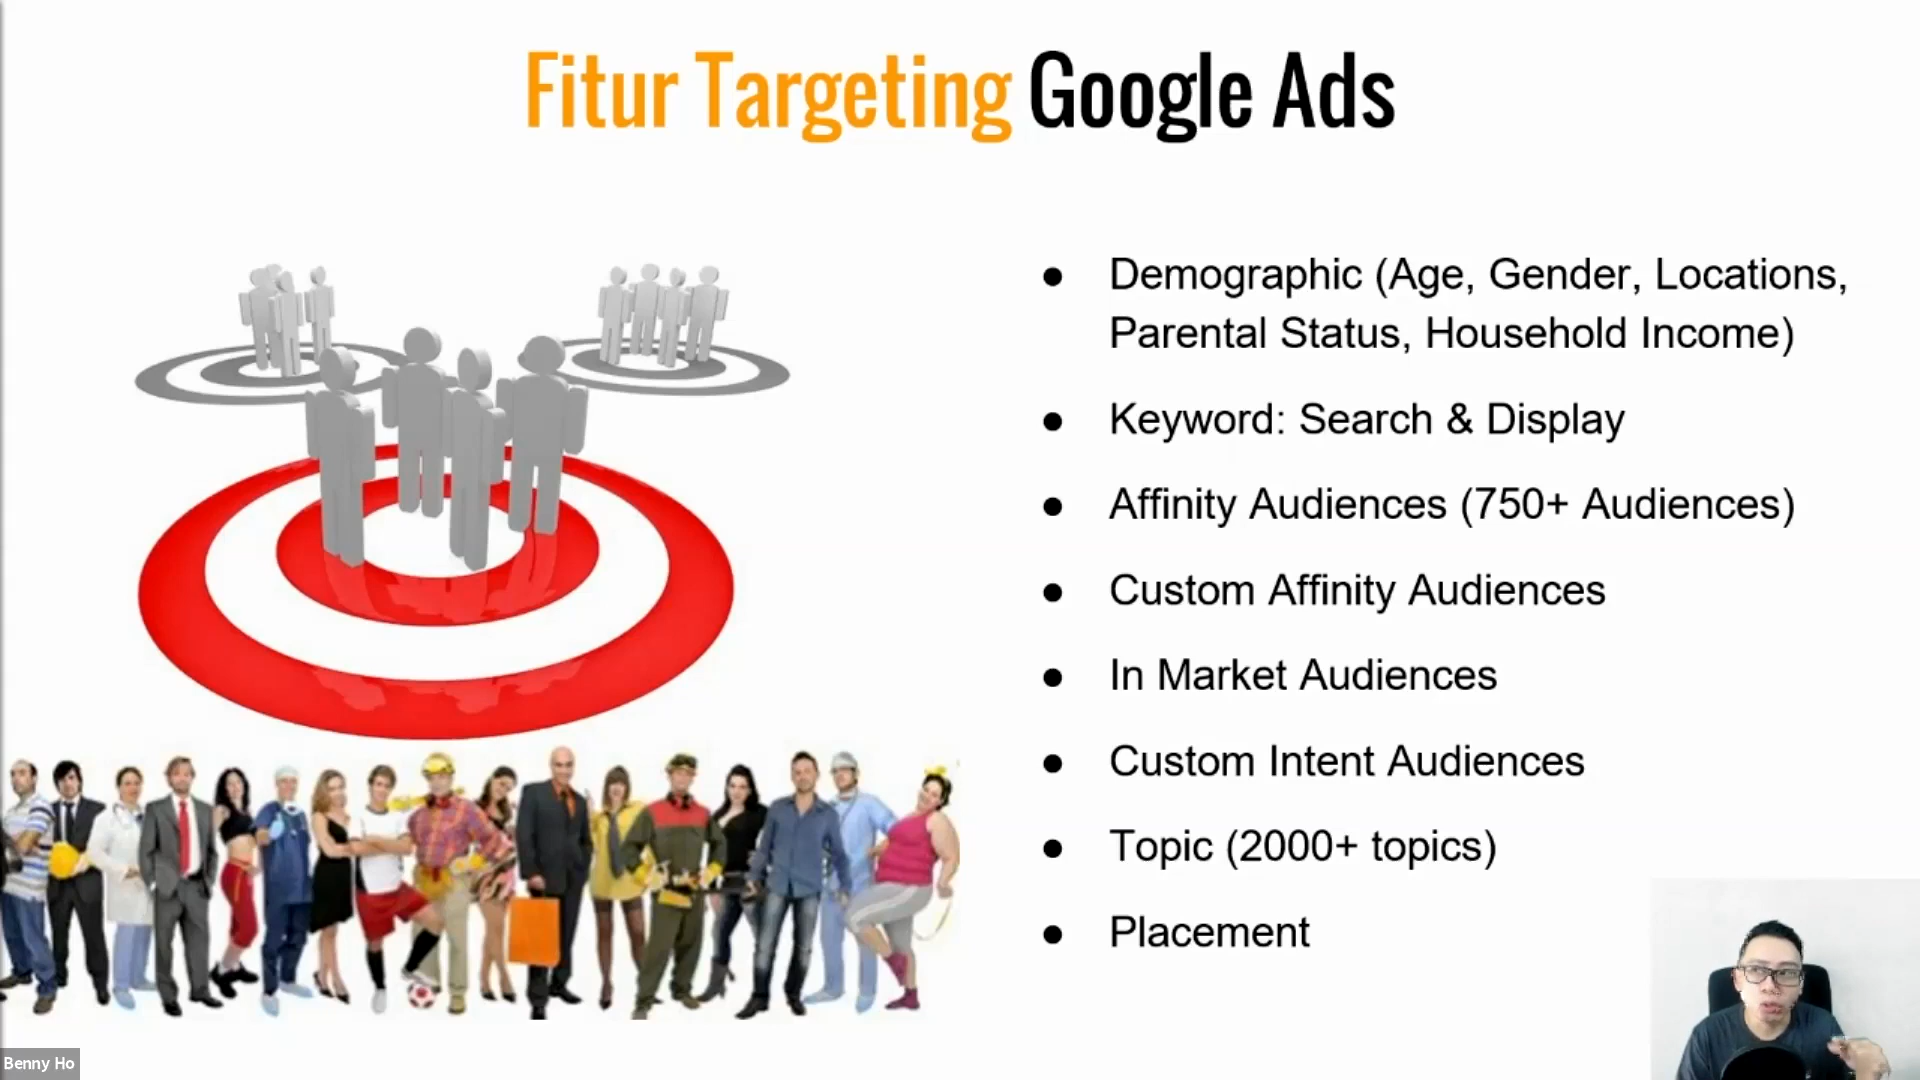 Fitur Targeting Google Ads
● Demographic (Age, Gender, Locations,
Parental Status, Household Income)
● Keyword: Search & Display
● Affinity Audiences (750+ Audiences)
● Custom Affinity Audiences
● In Market Audiences
● Custom Intent Audiences
● Topic (2000+ topics)
● Placement
Benny Ho